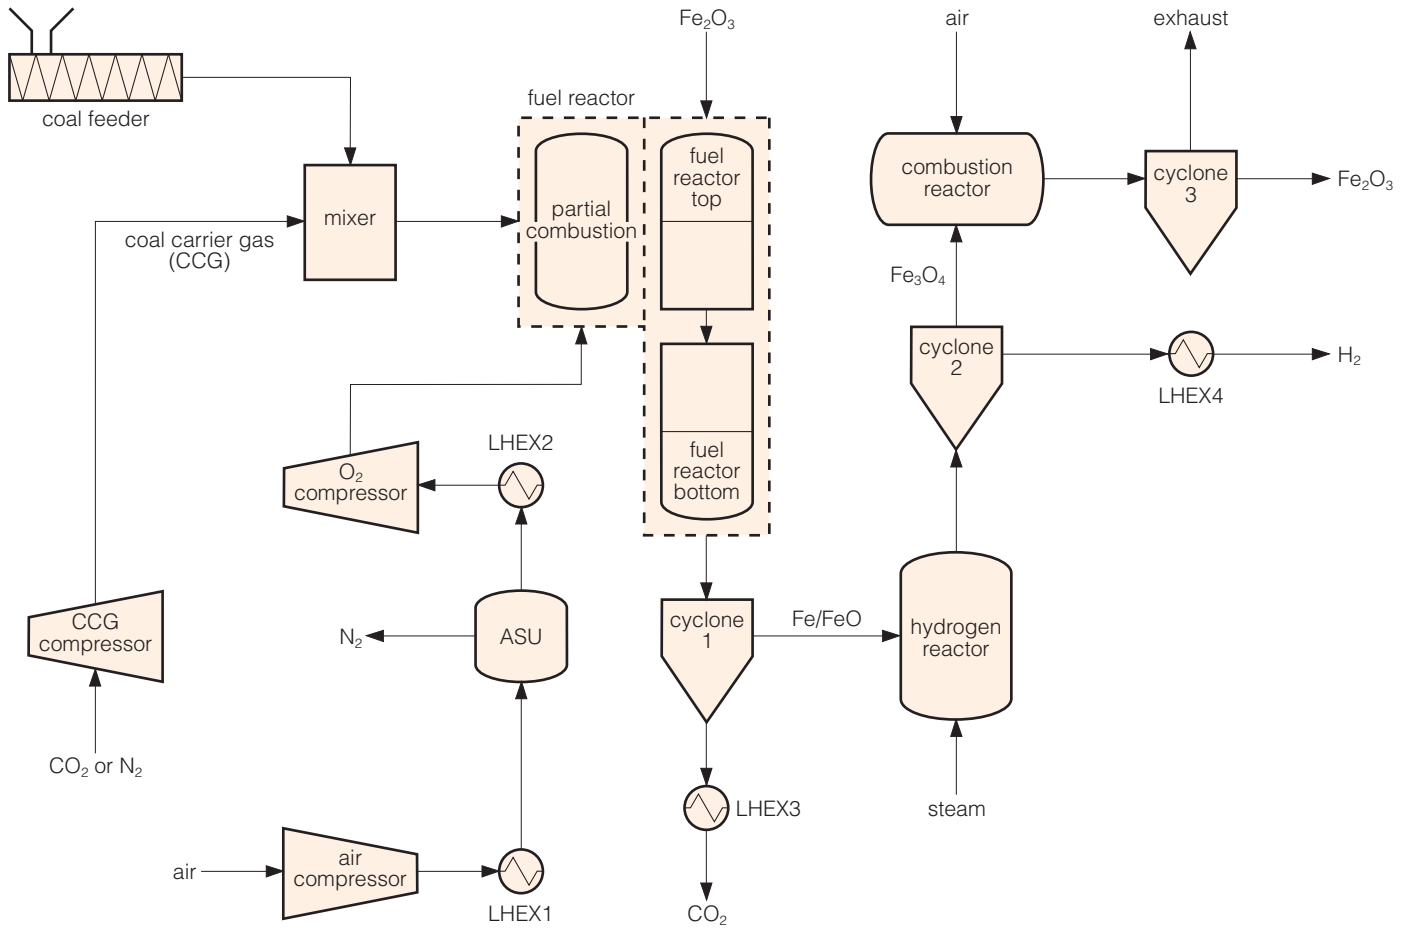 Fe₂O₃
air
exhaust
coal feeder
fuel reactor
mixer
coal carrier gas
(CCG)
partial
combustion
fuel
reactor
top
combustion
reactor
cyclone
3
Fe₂O₃
Fe₃O₄
cyclone
2
LHEX4
H₂
O₂
compressor
LHEX2
fuel
reactor
bottom
CCG
compressor
N₂
ASU
cyclone
1
Fe/FeO
hydrogen
reactor
CO₂ or N₂
LHEX3
steam
air
air
compressor
LHEX1
CO₂